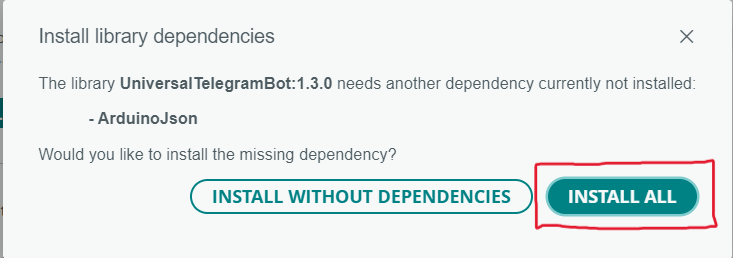 Install library dependencies
The library UniversalTelegramBot:1.3.0 needs another dependency currently not installed:
- ArduinoJson
Would you like to install the missing dependency?
INSTALL WITHOUT DEPENDENCIES INSTALL ALL